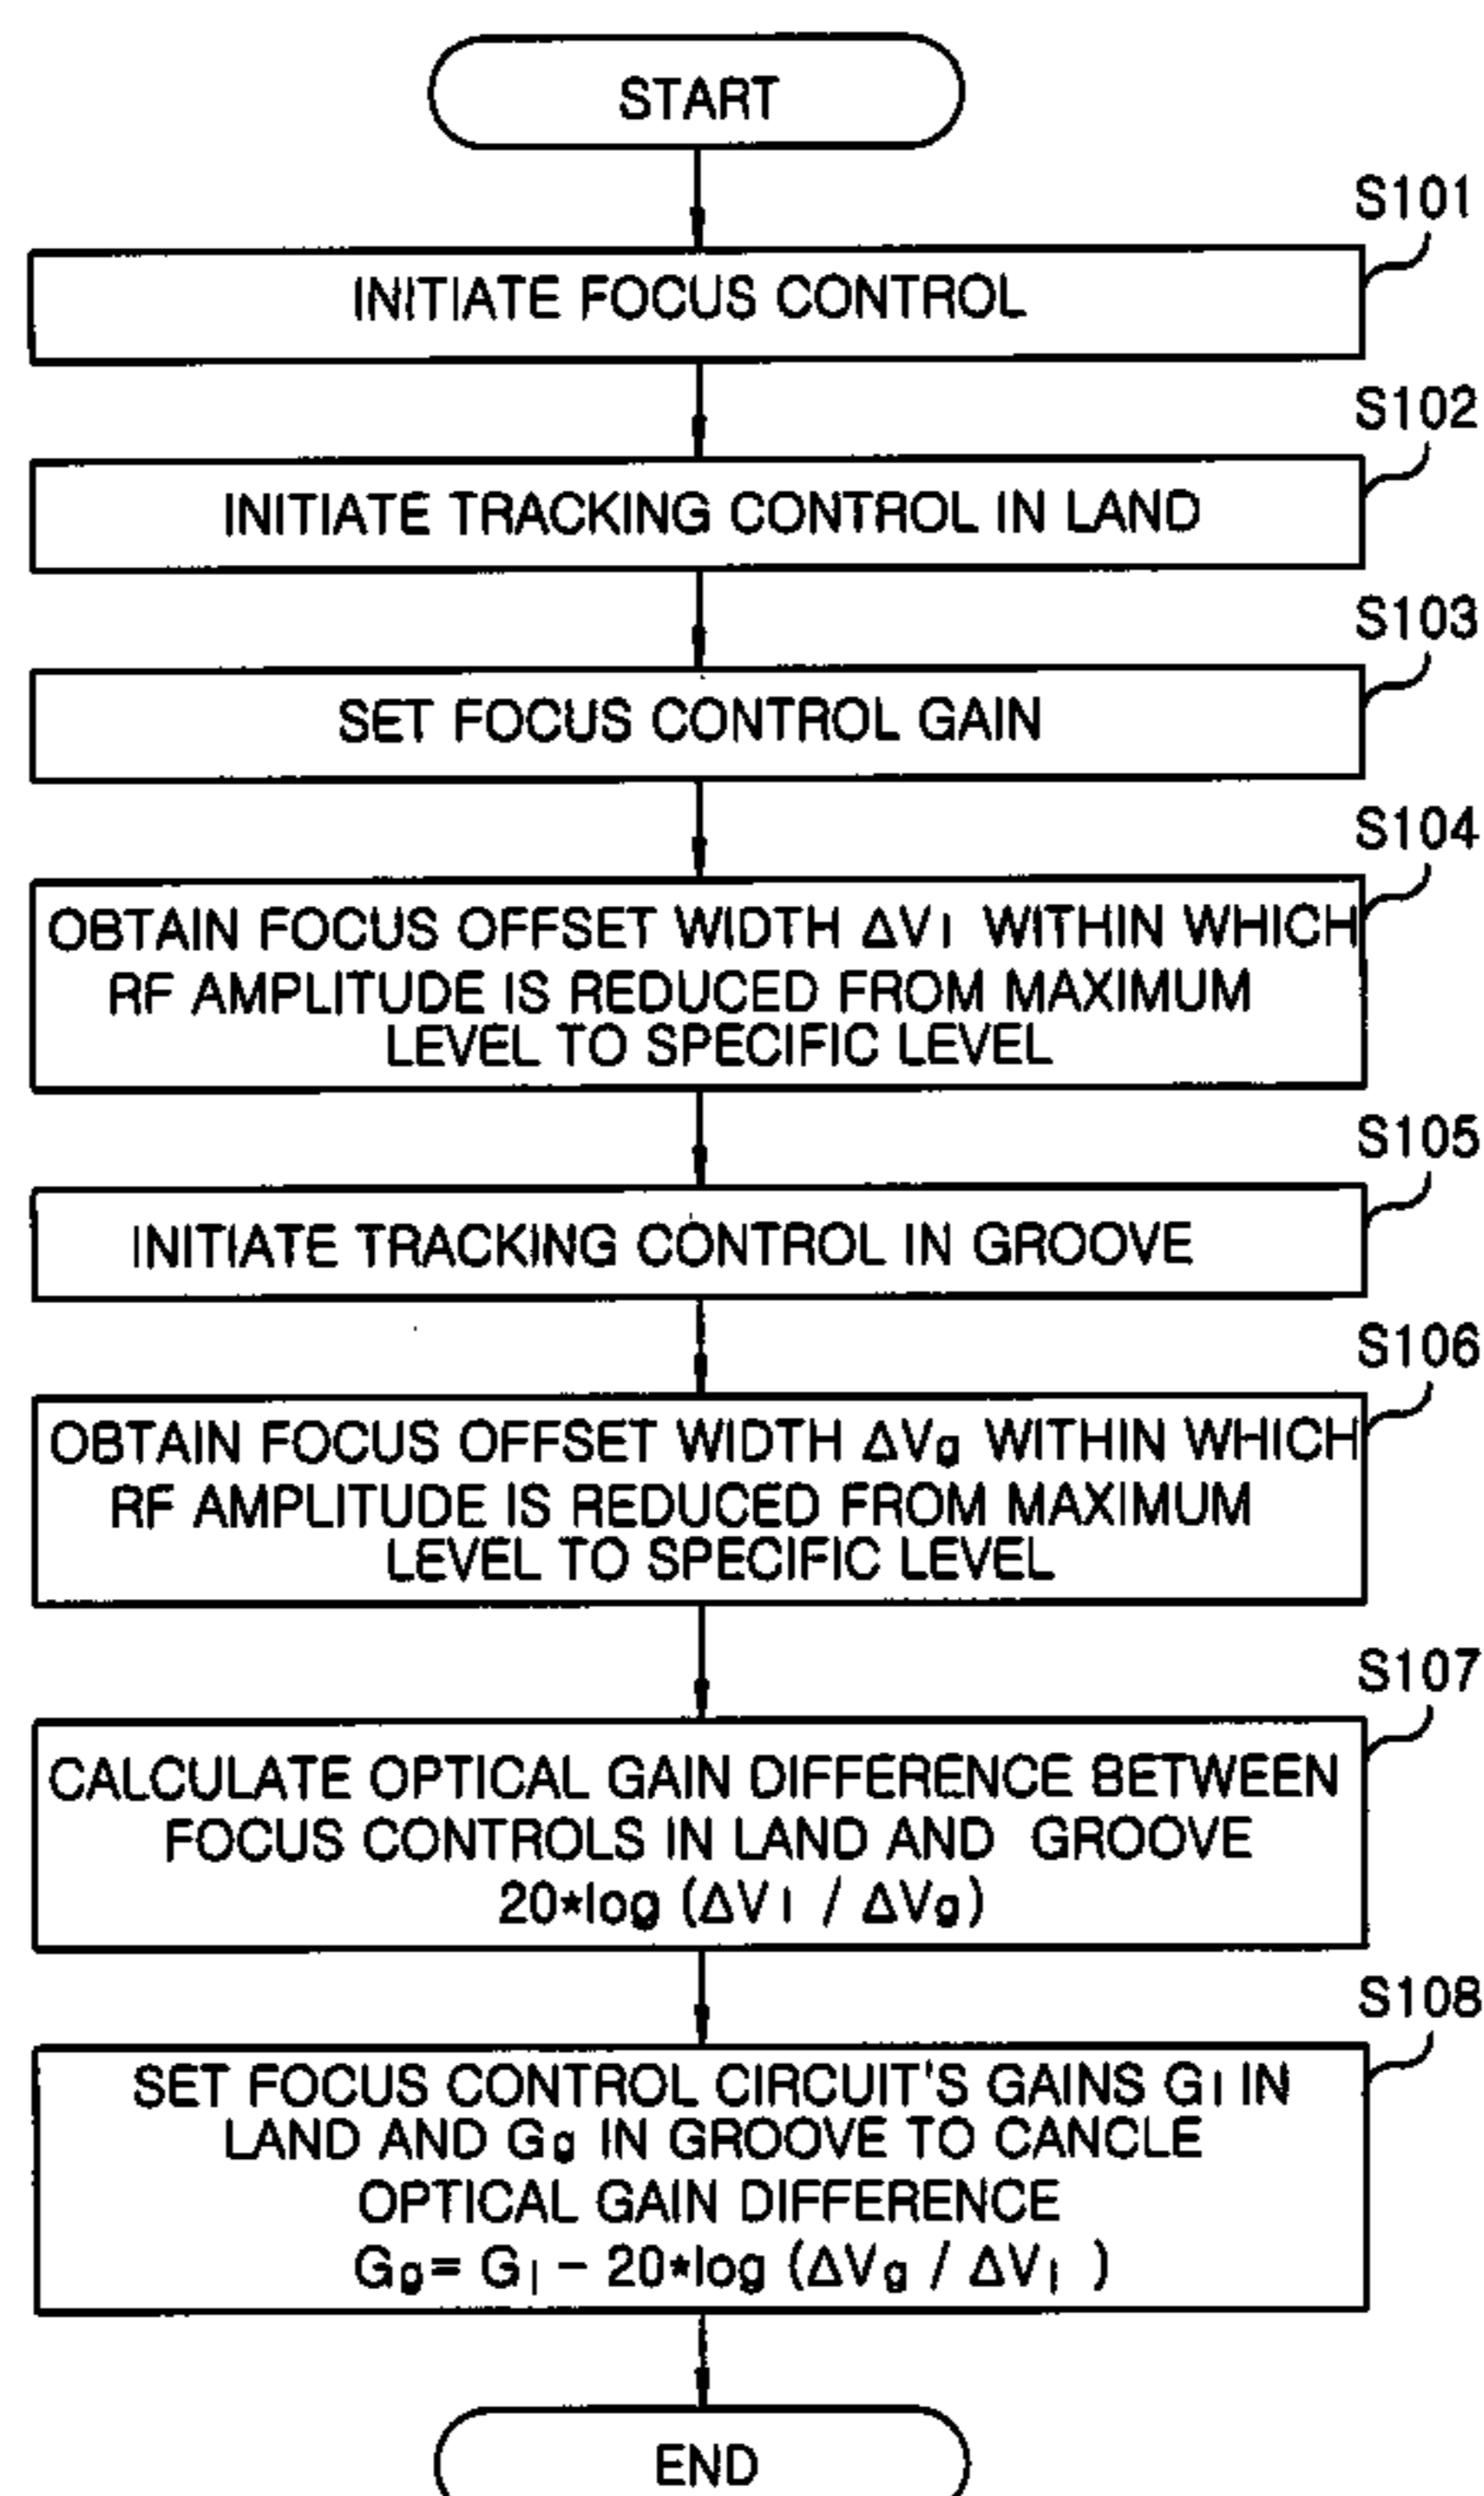 START
S101
INITIATE FOCUS CONTROL
S102
INITIATE TRACKING CONTROL IN LAND
S103
SET FOCUS CONTROL GAIN
S104
OBTAIN FOCUS OFFSET WIDTH ΔVl WITHIN WHICH
RF AMPLITUDE IS REDUCED FROM MAXIMUM
LEVEL TO SPECIFIC LEVEL
S105
INITIATE TRACKING CONTROL IN GROOVE
S106
OBTAIN FOCUS OFFSET WIDTH ΔVg WITHIN WHICH
RF AMPLITUDE IS REDUCED FROM MAXIMUM
LEVEL TO SPECIFIC LEVEL
S107
CALCULATE OPTICAL GAIN DIFFERENCE BETWEEN
FOCUS CONTROLS IN LAND AND GROOVE
20*log (ΔVl / ΔVg)
S108
SET FOCUS CONTROL CIRCUIT'S GAINS Gl IN
LAND AND Gg IN GROOVE TO CANCLE
OPTICAL GAIN DIFFERENCE
Gg= Gl - 20*log (ΔVg / ΔVl )
END